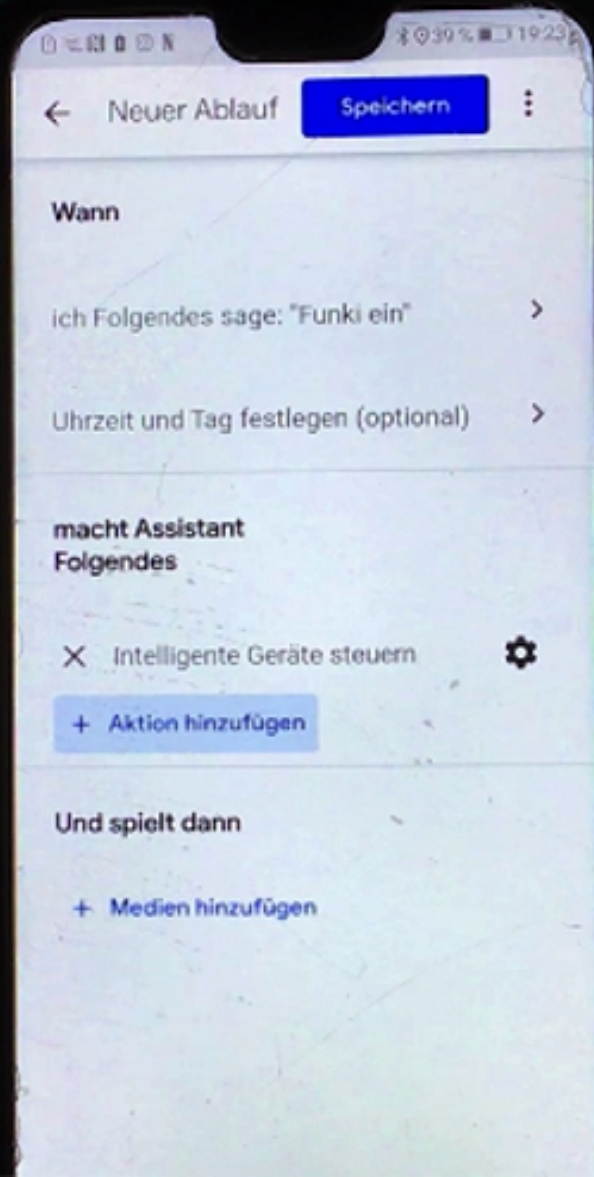 39 % 19:23
Neuer Ablauf Speichern
Wann
ich Folgendes sage: "Funki ein"
Uhrzeit und Tag festlegen (optional)
macht Assistant
Folgendes
Intelligente Geräte steuern
+ Aktion hinzufügen
Und spielt dann
+ Medien hinzufügen